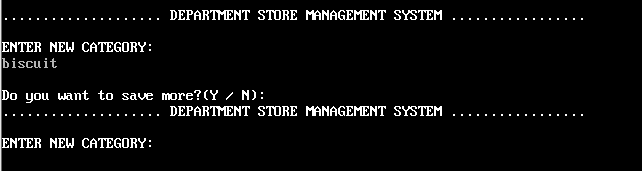 .................... DEPARTMENT STORE MANAGEMENT SYSTEM .................
ENTER NEW CATEGORY:
biscuit
Do you want to save more?(Y / N):
.................... DEPARTMENT STORE MANAGEMENT SYSTEM .................
ENTER NEW CATEGORY: